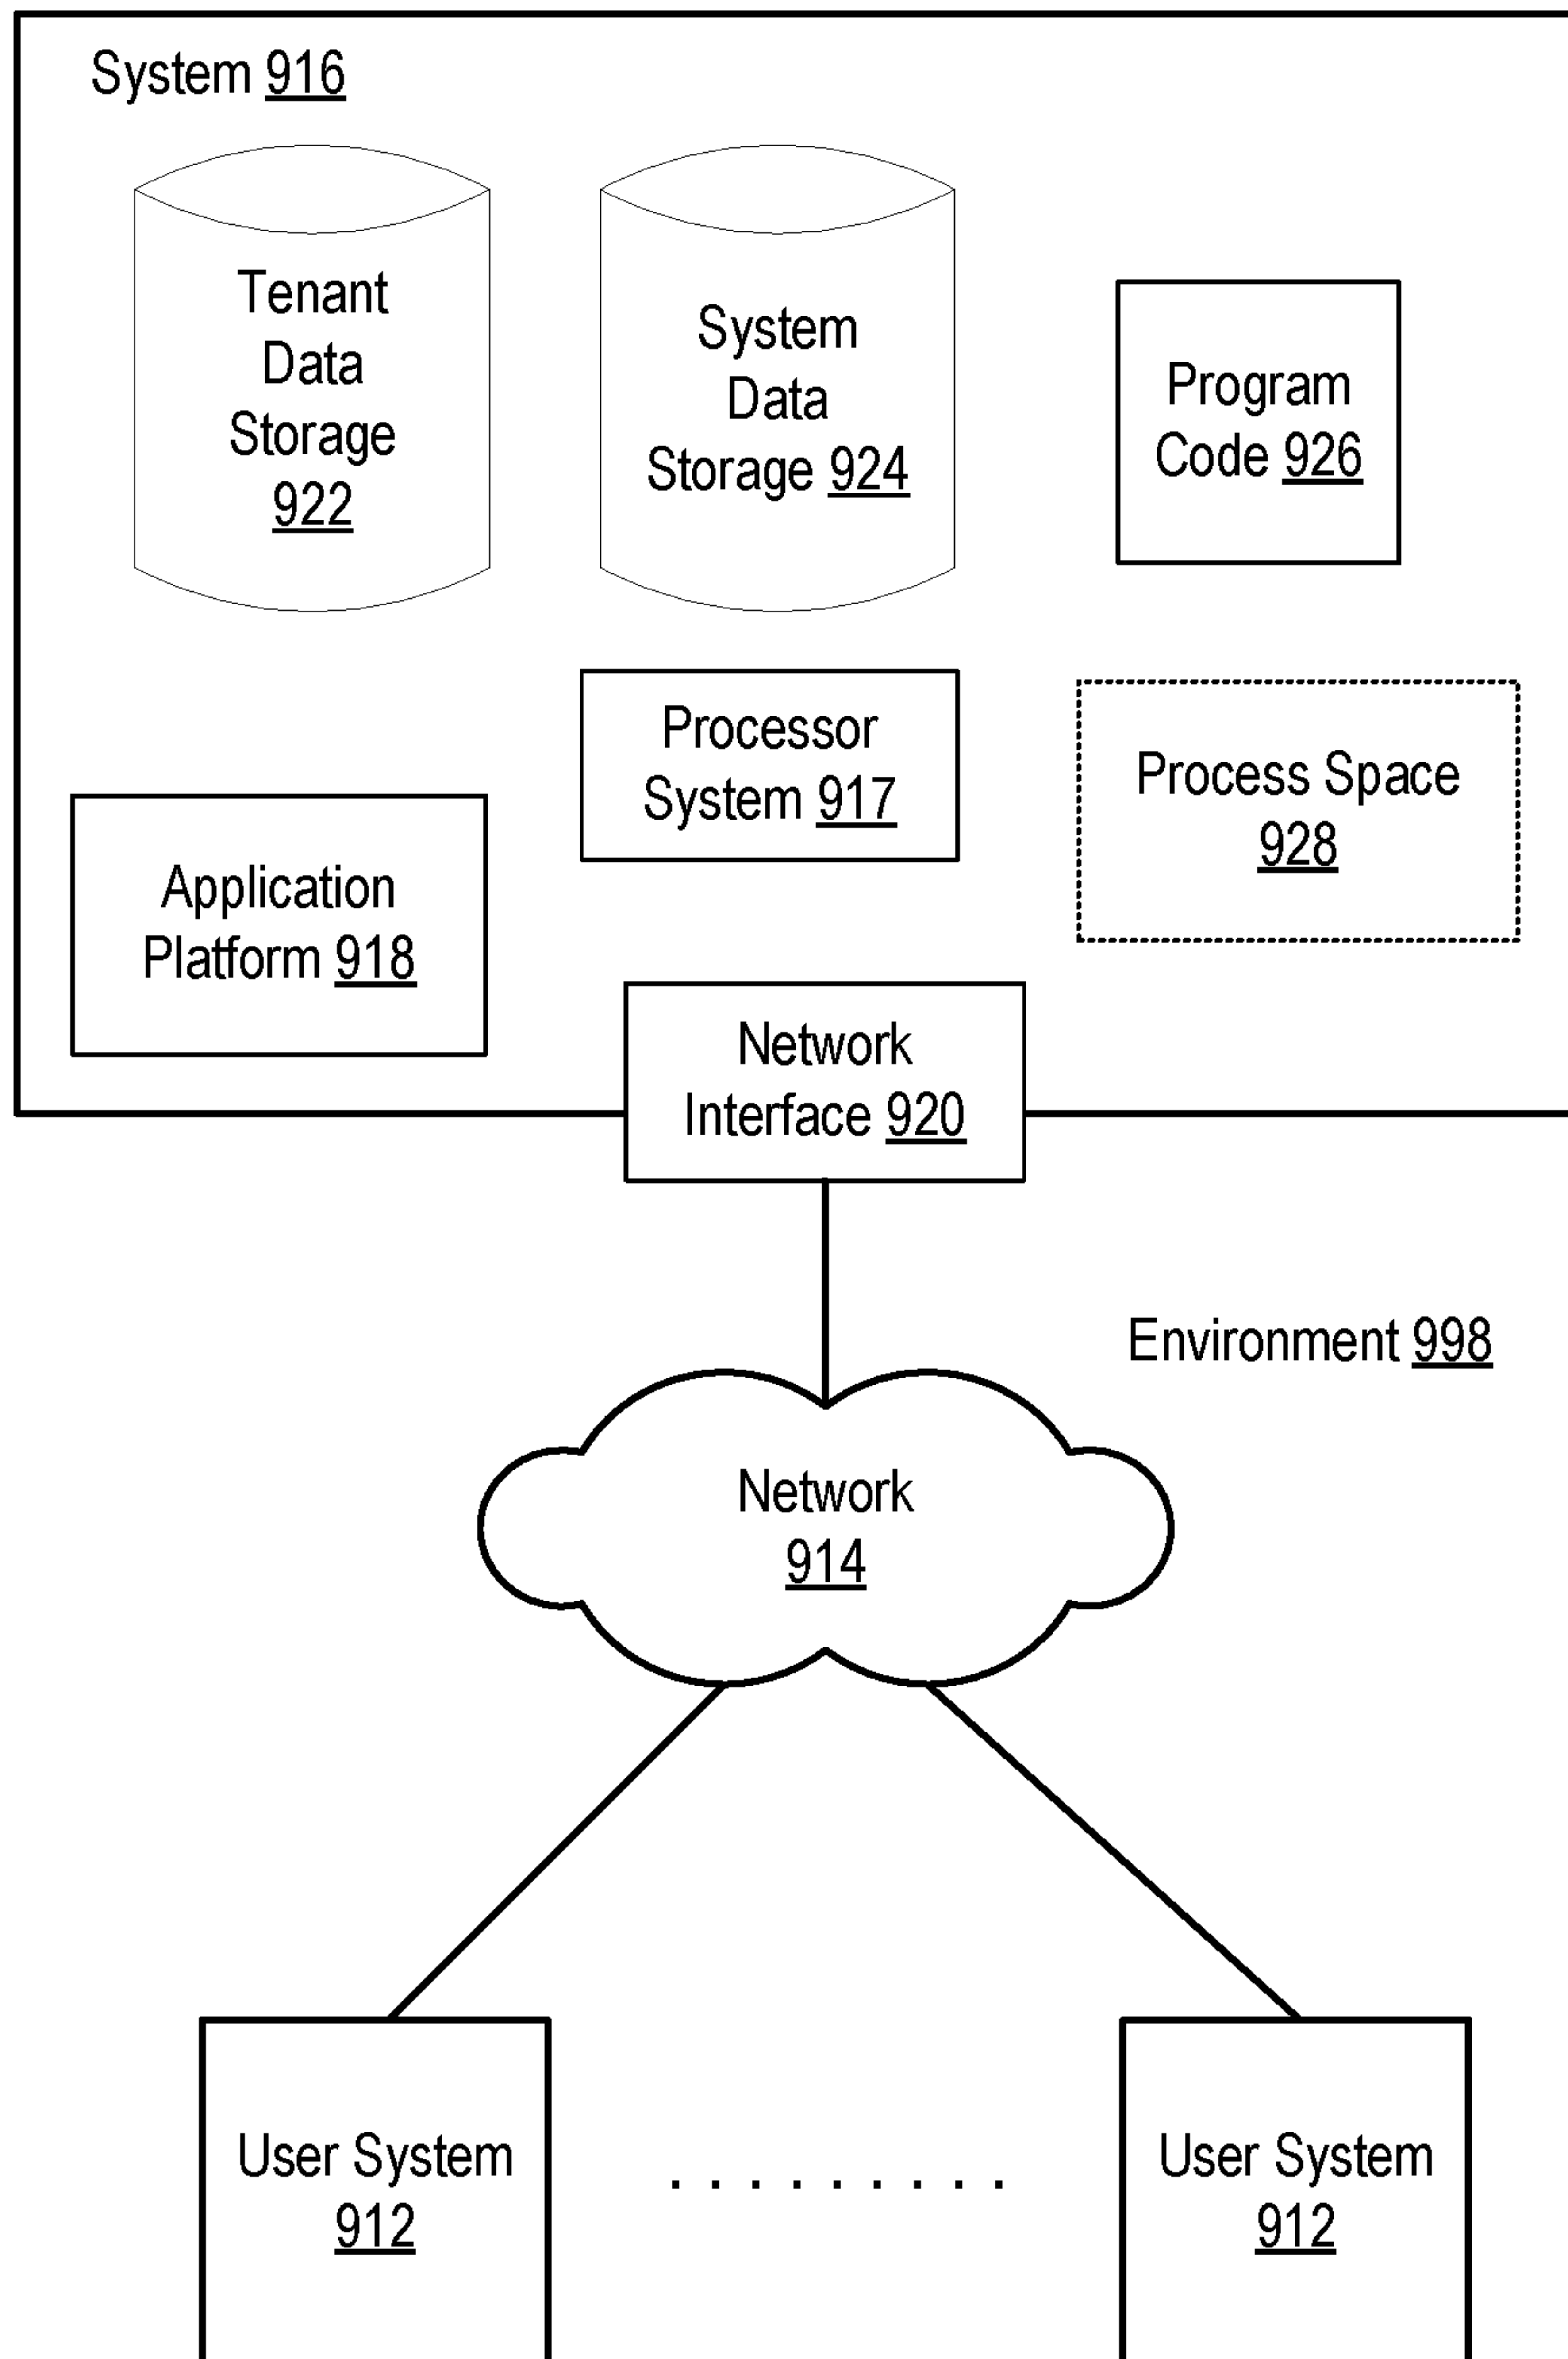 System 916
Tenant
Data
Storage
922
System
Data
Storage 924
Program
Code 926
Processor
System 917
Process Space
928
Application
Platform 918
Network
Interface 920
Environment 998
Network
914
User System
912
. . . . . . . . .
User System
912